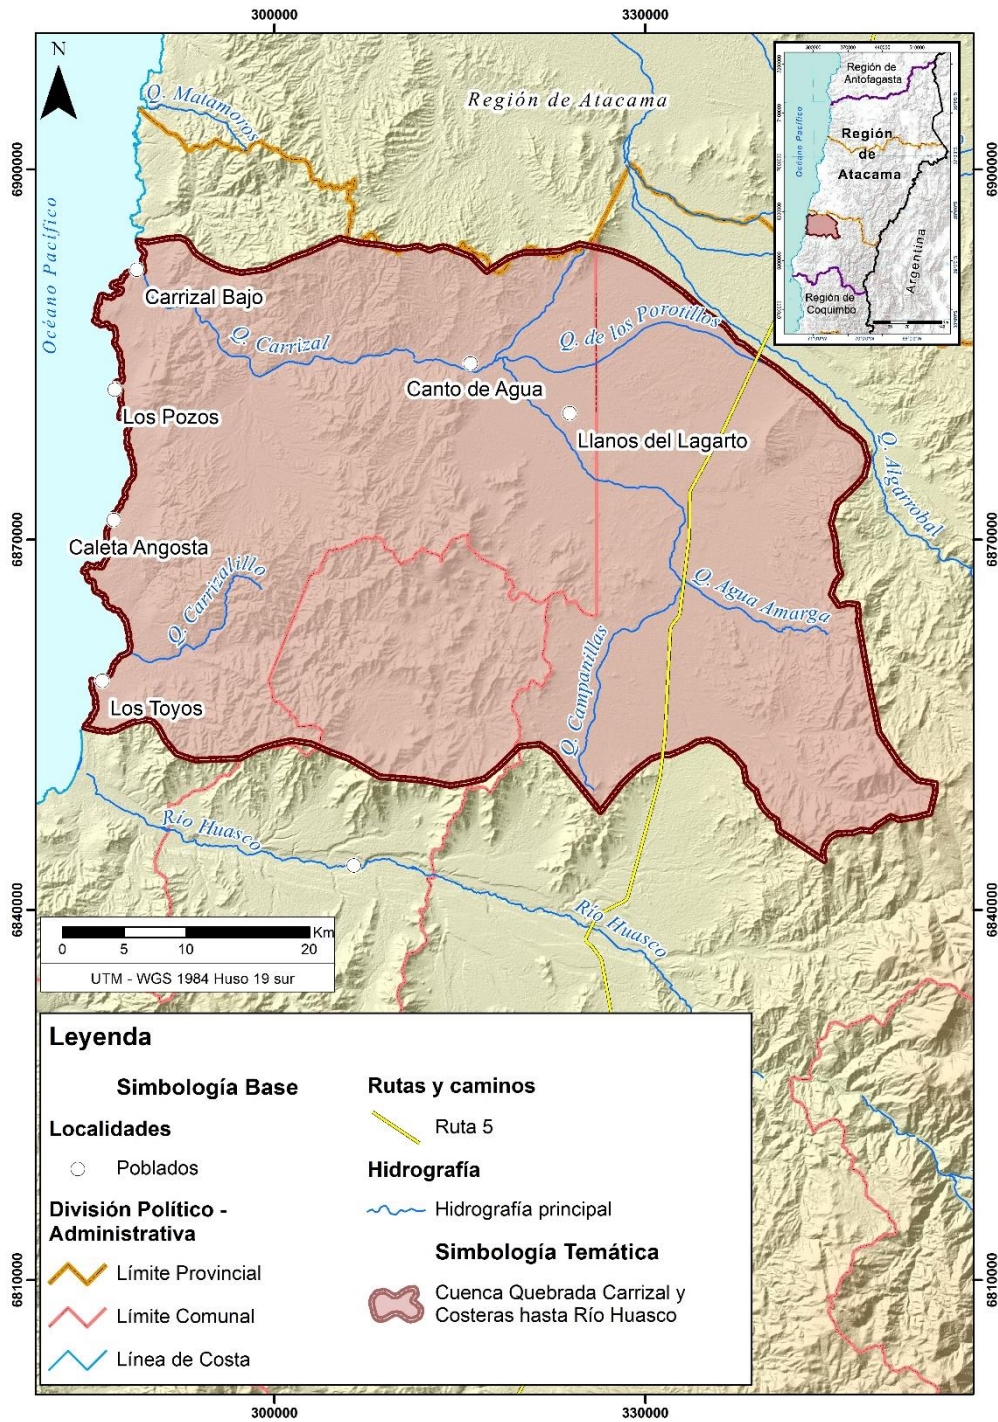 300000
330000
N
Q. Matamoros
Región de Atacama
Océano Pacífico
6900000
6900000
Región de
Antofagasta
Océano Pacífico
Región
de
Atacama
Argentina
Región de
Coquimbo
Carrizal Bajo
Q. Carrizal
Q. de los Porotillos
Canto de Agua
Los Pozos
Llanos del Lagarto
Q. Algarrobal
6870000
6870000
Caleta Angosta
Q. Carrizalillo
Q. Agua Amarga
Q. Campanillas
Los Toyos
Río Huasco
Río Huasco
6840000
6840000
0 5 10 20 Km
UTM - WGS 1984 Huso 19 sur
Leyenda
Simbología Base
Localidades
Poblados
División Político -
Administrativa
Límite Provincial
Límite Comunal
Línea de Costa
Rutas y caminos
Ruta 5
Hidrografía
Hidrografía principal
Simbología Temática
Cuenca Quebrada Carrizal y
Costeras hasta Río Huasco
6810000
6810000
300000
330000